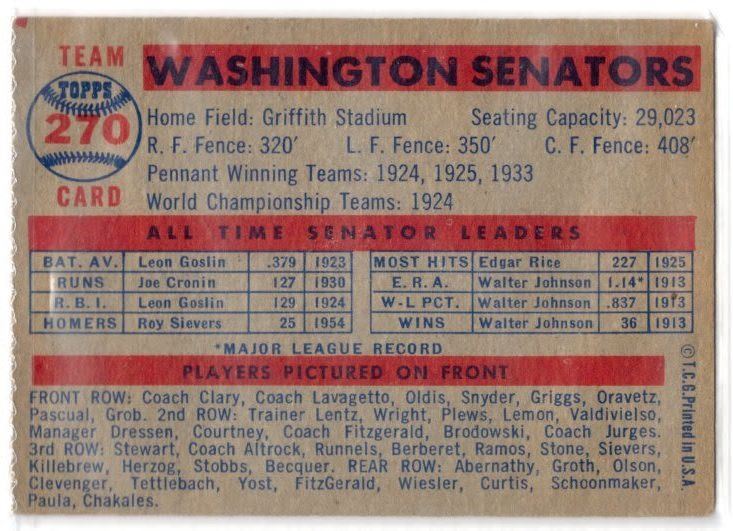 TEAM
TOPPS
270
CARD
WASHINGTON SENATORS
Home Field: Griffith Stadium Seating Capacity: 29,023
R. F. Fence: 320′ L. F. Fence: 350′ C. F. Fence: 408′
Pennant Winning Teams: 1924, 1925, 1933
World Championship Teams: 1924
ALL TIME SENATOR LEADERS
BAT. AV. Leon Goslin .379 1923 MOST HITS Edgar Rice 227 1925
RUNS Joe Cronin 127 1930 E.R.A. Walter Johnson 1.14* 1913
R.B.I. Leon Goslin 129 1924 W-L PCT. Walter Johnson .837 1913
HOMERS Roy Sievers 25 1954 WINS Walter Johnson 36 1913
*MAJOR LEAGUE RECORD
PLAYERS PICTURED ON FRONT
FRONT ROW: Coach Clary, Coach Lavagetto, Oldis, Snyder, Griggs, Oravetz,
Pascual, Grob. 2nd ROW: Trainer Lentz, Wright, Plews, Lemon, Valdivielso,
Manager Dressen, Courtney, Coach Fitzgerald, Brodowski, Coach Jurges.
3rd ROW: Stewart, Coach Altrock, Runnels, Berberet, Ramos, Stone, Sievers,
Killebrew, Herzog, Stobbs, Becquer. REAR ROW: Abernathy, Groth, Olson,
Clevenger, Tettlebach, Yost, FitzGerald, Wiesler, Curtis, Schoonmaker,
Paula, Chakales.
© T.C.G. Printed in U.S.A.